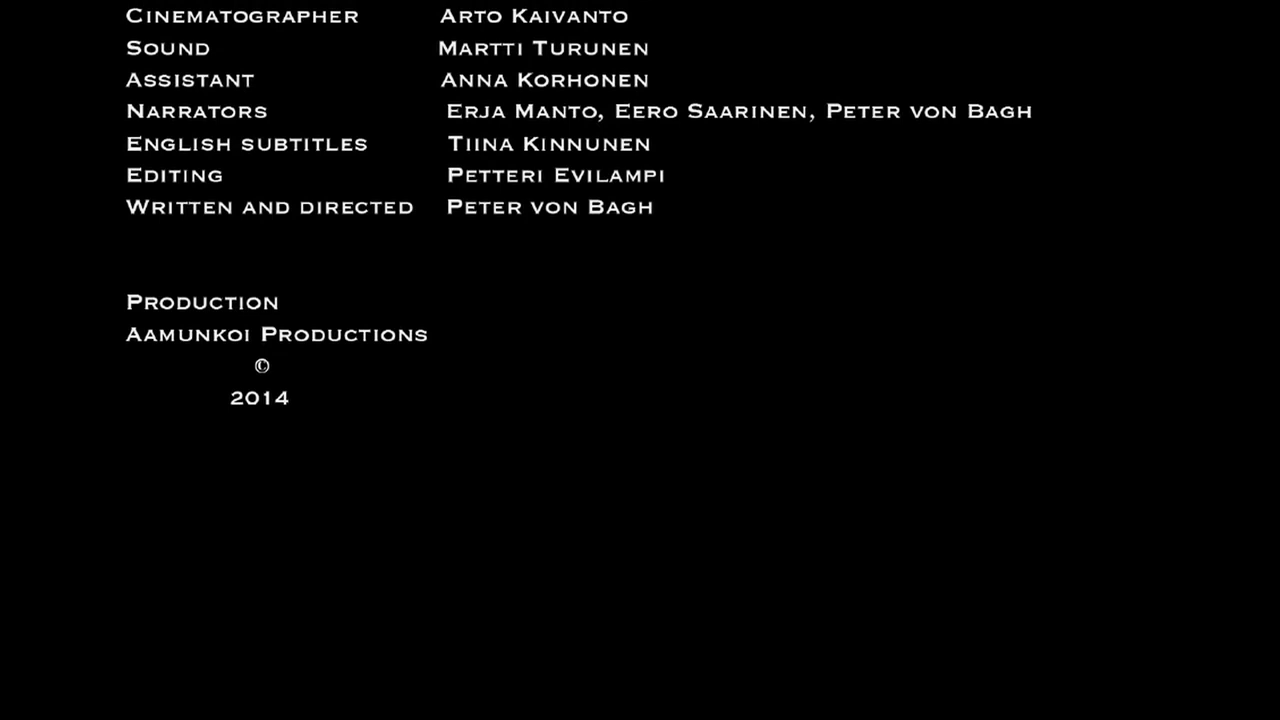 Cinematographer Arto Kaivanto
Sound Martti Turunen
Assistant Anna Korhonen
Narrators Erja Manto, Eero Saarinen, Peter von Bagh
English subtitles Tiina Kinnunen
Editing Petteri Evilampi
Written and directed Peter von Bagh
Production
Aamunkoi Productions
©
2014